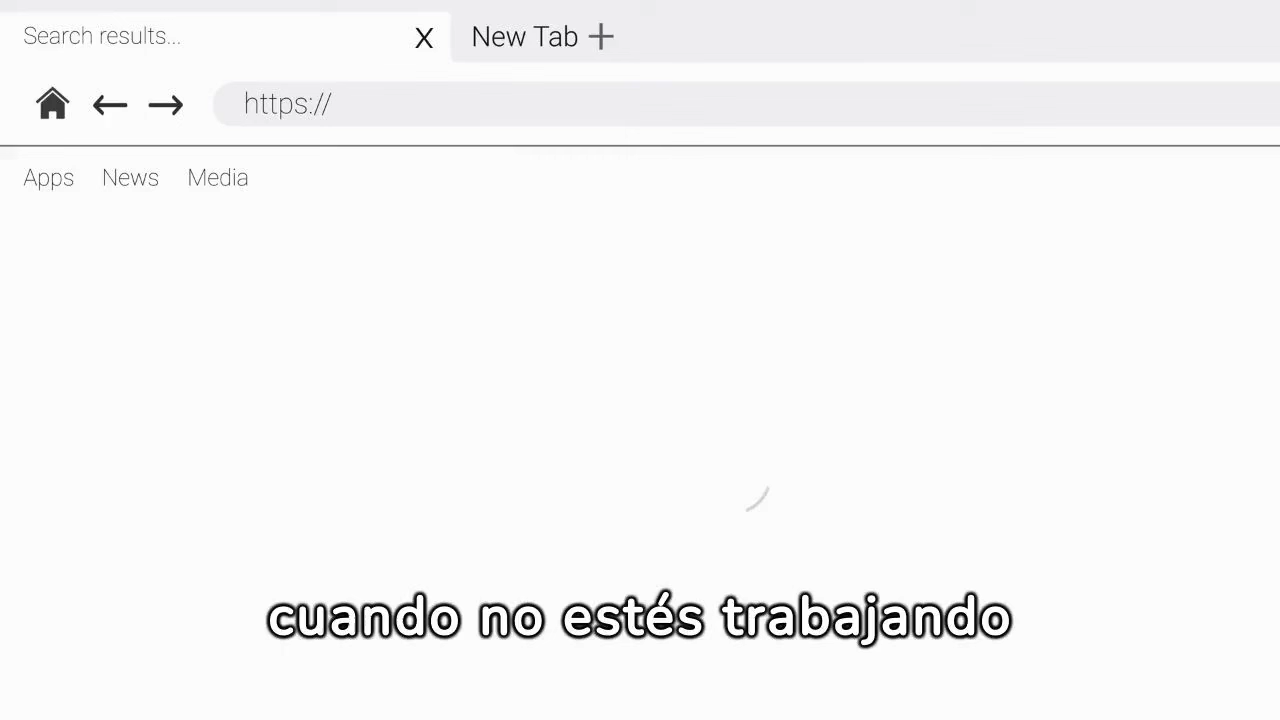 Search results...
X
New Tab +
https://
Apps News Media
cuando no estés trabajando